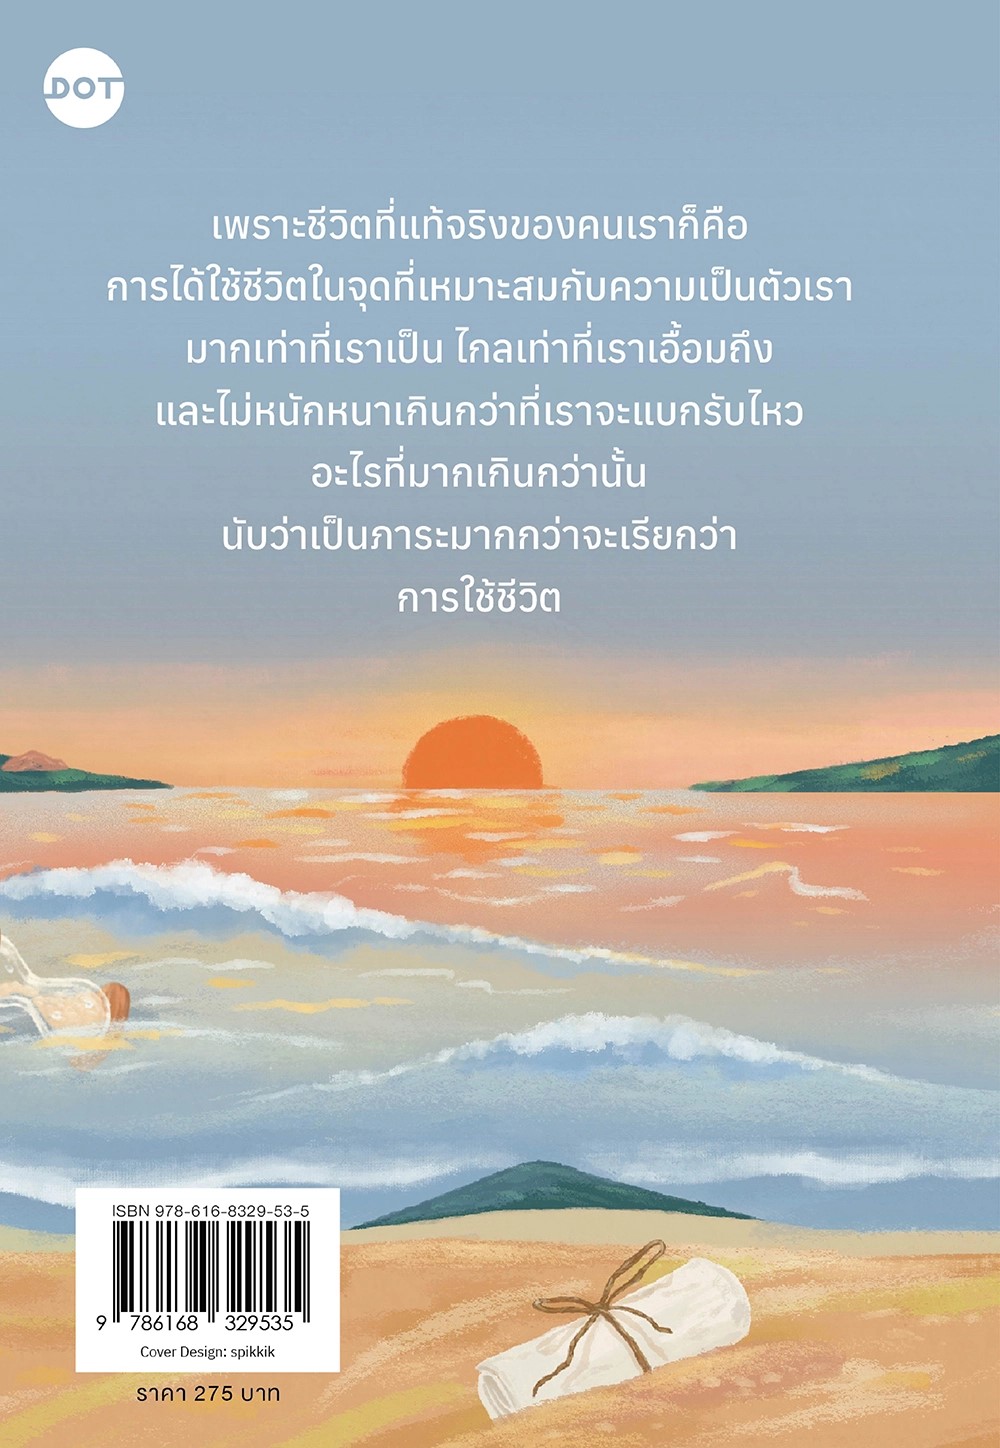 DOT
เพราะชีวิตที่แท้จริงของคนเราก็คือ
การได้ใช้ชีวิตในจุดที่เหมาะสมกับความเป็นตัวเรา
มากเท่าที่เราเป็น ไกลเท่าที่เราเอื้อมถึง
และไม่หนักหนาเกินกว่าที่เราจะแบกรับไหว
อะไรที่มากเกินกว่านั้น
นับว่าเป็นภาระมากกว่าจะเรียกว่า
การใช้ชีวิต
ISBN 978-616-8329-53-5
9 786168 329535
Cover Design: spikkik
ราคา 275 บาท